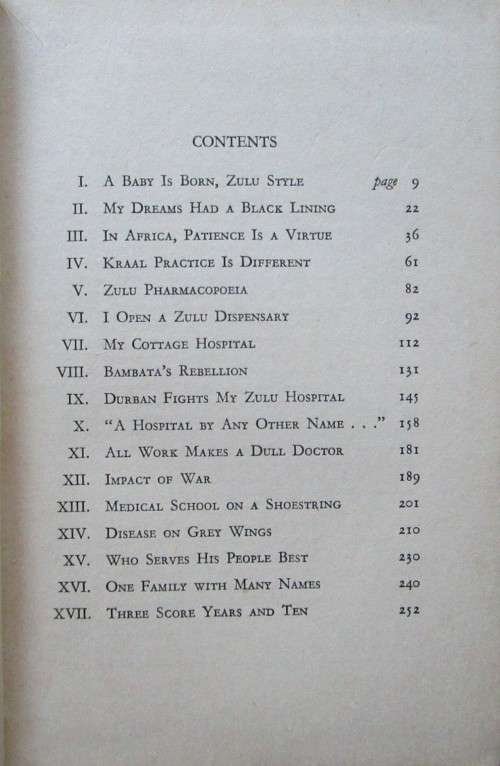 CONTENTS
I. A Baby Is Born, Zulu Style page 9
II. My Dreams Had a Black Lining 22
III. In Africa, Patience Is a Virtue 36
IV. Kraal Practice Is Different 61
V. Zulu Pharmacopoeia 82
VI. I Open a Zulu Dispensary 92
VII. My Cottage Hospital 112
VIII. Bambata's Rebellion 131
IX. Durban Fights My Zulu Hospital 145
X. "A Hospital by Any Other Name . . ." 158
XI. All Work Makes a Dull Doctor 181
XII. Impact of War 189
XIII. Medical School on a Shoestring 201
XIV. Disease on Grey Wings 210
XV. Who Serves His People Best 230
XVI. One Family with Many Names 240
XVII. Three Score Years and Ten 252